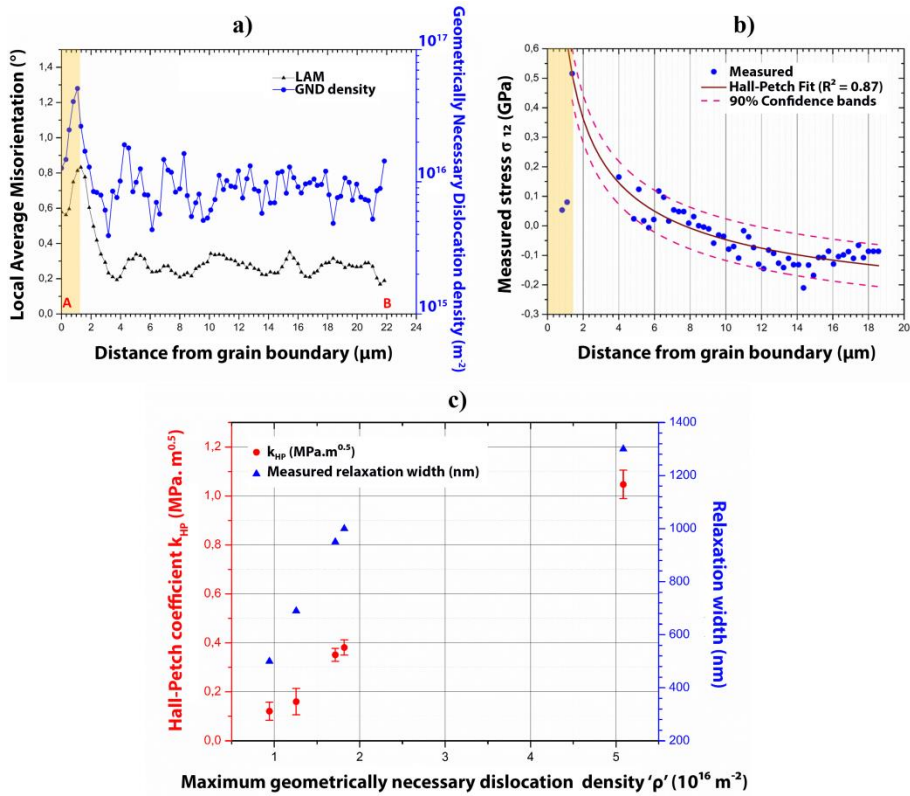 a)
Local Average Misorientation (°)
1,4
1,2
1,0
0,8
0,6
0,4
0,2
0,0
LAM
GND density
A
B
0 2 4 6 8 10 12 14 16 18 20 22 24
Distance from grain boundary (µm)
10^17
10^16
10^15
Geometrically Necessary Dislocation density (m^-2)
b)
Measured stress σ 12 (GPa)
0,6
0,5
0,4
0,3
0,2
0,1
-0,0
-0,1
-0,2
-0,3
Measured
Hall-Petch Fit (R² = 0.87)
90% Confidence bands
0 2 4 6 8 10 12 14 16 18 20
Distance from grain boundary (µm)
c)
Hall-Petch coefficient k_HP (MPa. m^0.5)
1,2
1,0
0,8
0,6
0,4
0,2
0,0
k_HP (MPa.m^0.5)
Measured relaxation width (nm)
1400
1200
1000
800
600
400
200
Relaxation width (nm)
1 2 3 4 5
Maximum geometrically necessary dislocation density 'ρ' (10^16 m^-2)